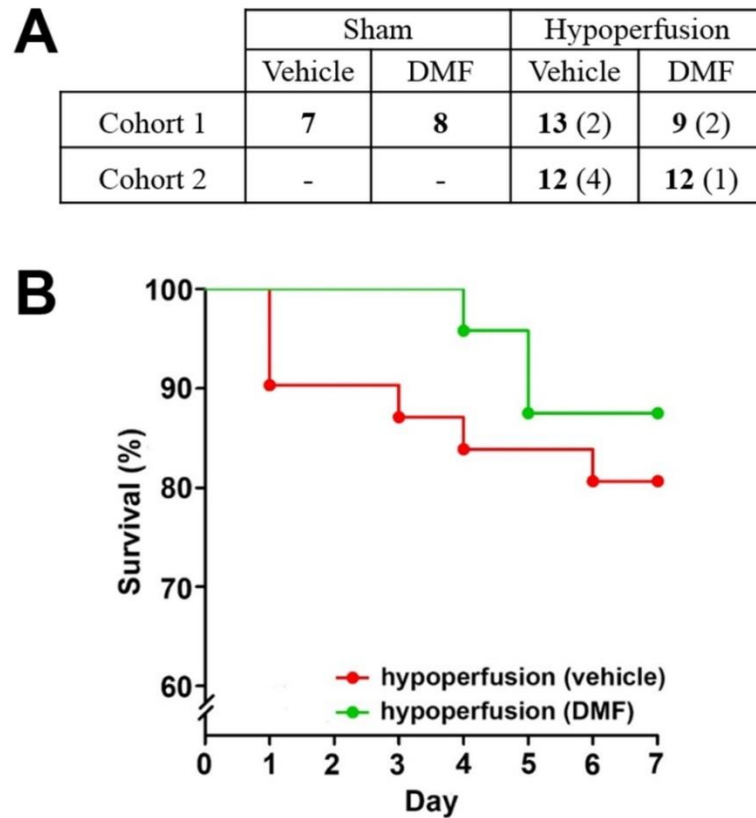 A
Sham Hypoperfusion
Vehicle DMF Vehicle DMF
Cohort 1 7 8 13 (2) 9 (2)
Cohort 2 - - 12 (4) 12 (1)
B
100
90
80
70
60
Survival (%)
hypoperfusion (vehicle)
hypoperfusion (DMF)
0 1 2 3 4 5 6 7
Day